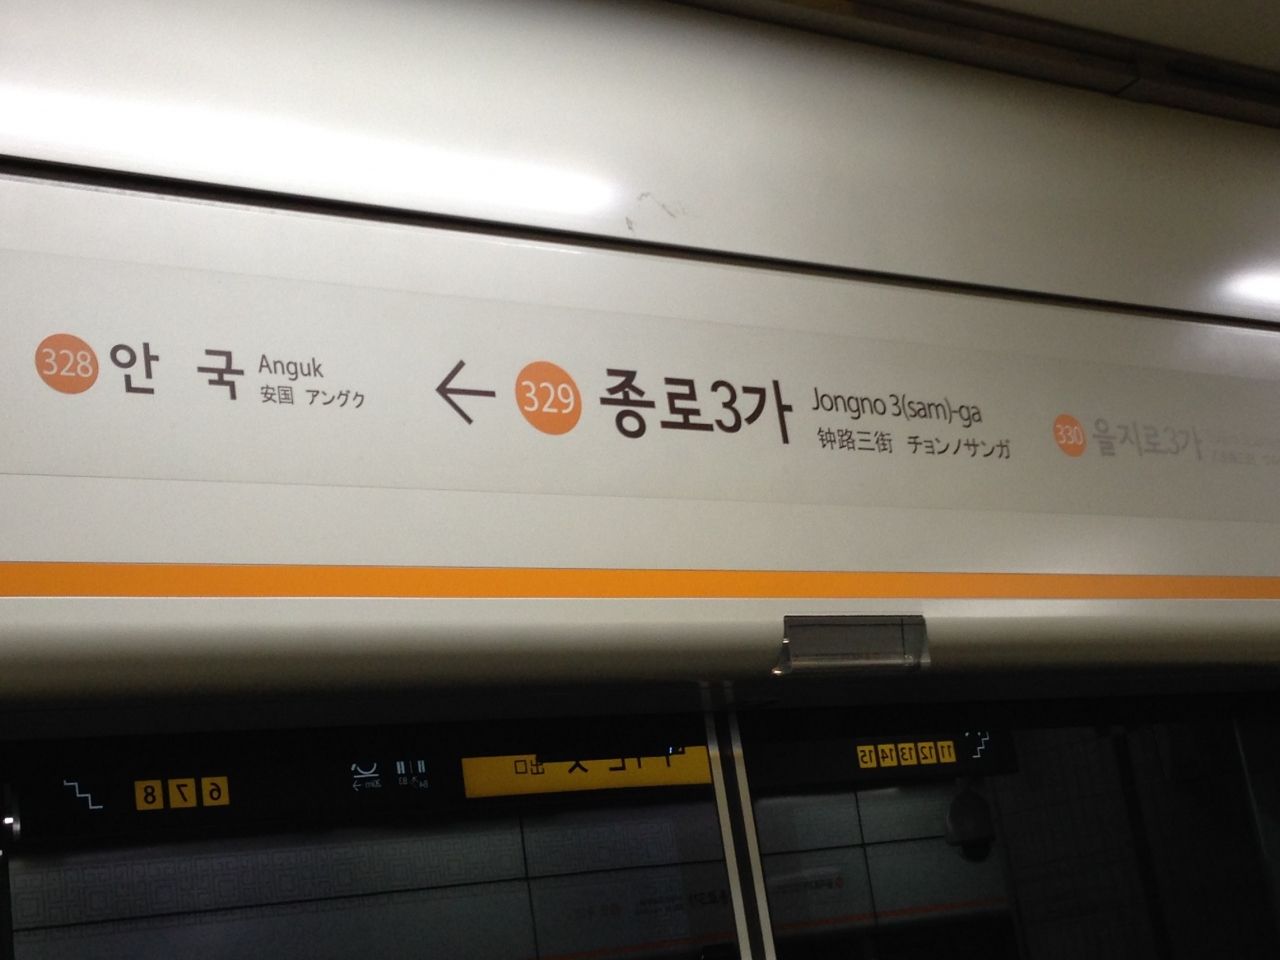 328 안국 Anguk
安国 アングク
← 329 종로3가 Jongno 3(sam)-ga
钟路三街 チョンノサンガ
330 을지로3가
8 7 6
出口
15 14 13 12 11